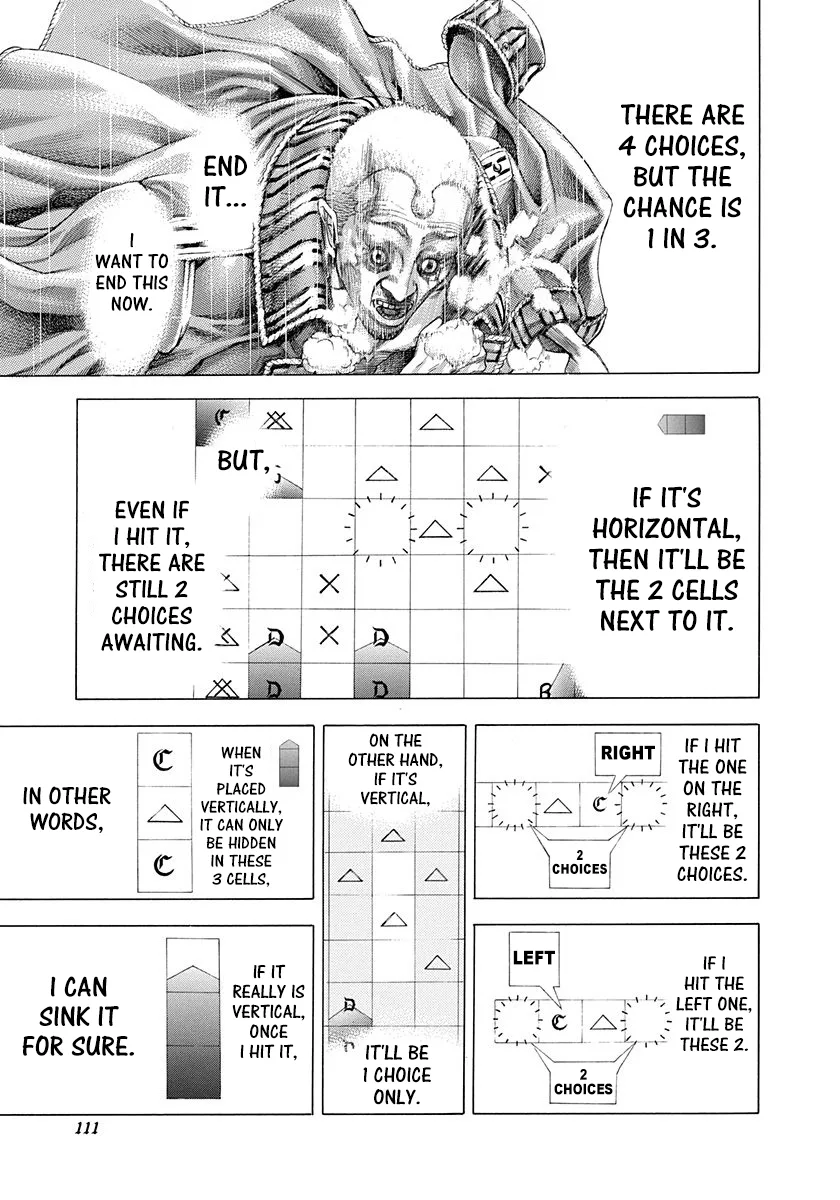 THERE ARE
4 CHOICES,
BUT THE
CHANCE IS
1 IN 3.
END
IT...
I
WANT TO
END THIS
NOW.
IF IT'S
HORIZONTAL,
THEN IT'LL BE
THE 2 CELLS
NEXT TO IT.
BUT,
EVEN IF
I HIT IT,
THERE ARE
STILL 2
CHOICES
AWAITING.
C
D
D
D
D
B
IF I HIT
THE ONE
ON THE
RIGHT,
IT'LL BE
THESE 2
CHOICES.
RIGHT
C
2
CHOICES
IF I
HIT THE
LEFT ONE,
IT'LL BE
THESE 2.
LEFT
C
2
CHOICES
ON THE
OTHER HAND,
IF IT'S
VERTICAL,
D
IT'LL BE
1 CHOICE
ONLY.
WHEN
IT'S
PLACED
VERTICALLY,
IT CAN ONLY
BE HIDDEN
IN THESE
3 CELLS,
C
C
IN OTHER
WORDS,
IF IT
REALLY IS
VERTICAL,
ONCE
I HIT IT,
I CAN
SINK IT
FOR SURE.
111